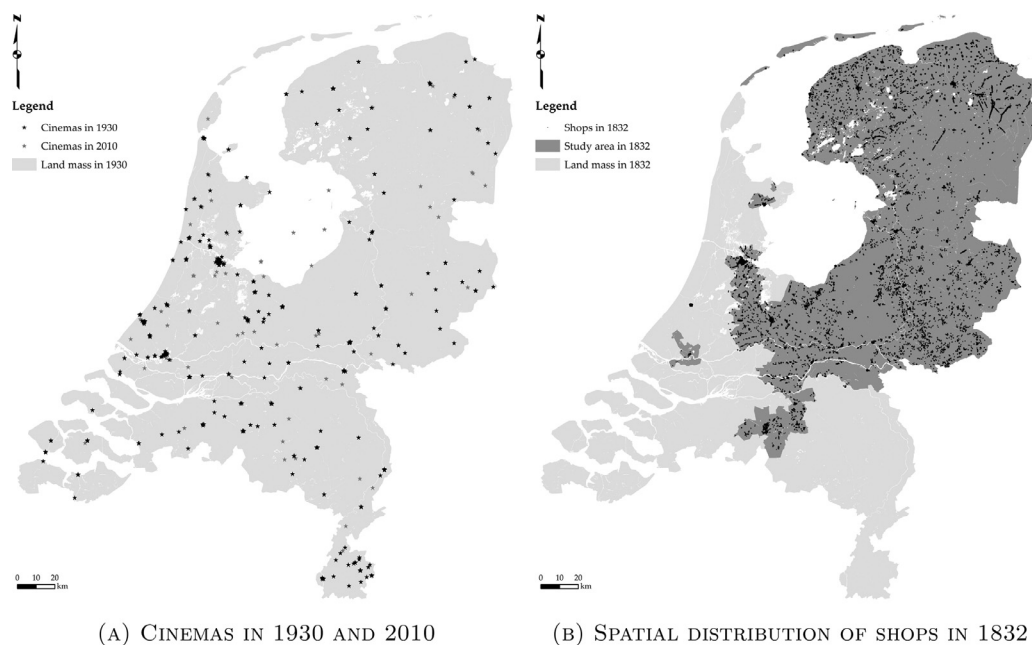 N
Legend
Cinemas in 1930
Cinemas in 2010
Land mass in 1930
0 10 20
km
(A) CINEMAS IN 1930 AND 2010
N
Legend
Shops in 1832
Study area in 1832
Land mass in 1832
0 10 20
km
(B) SPATIAL DISTRIBUTION OF SHOPS IN 1832